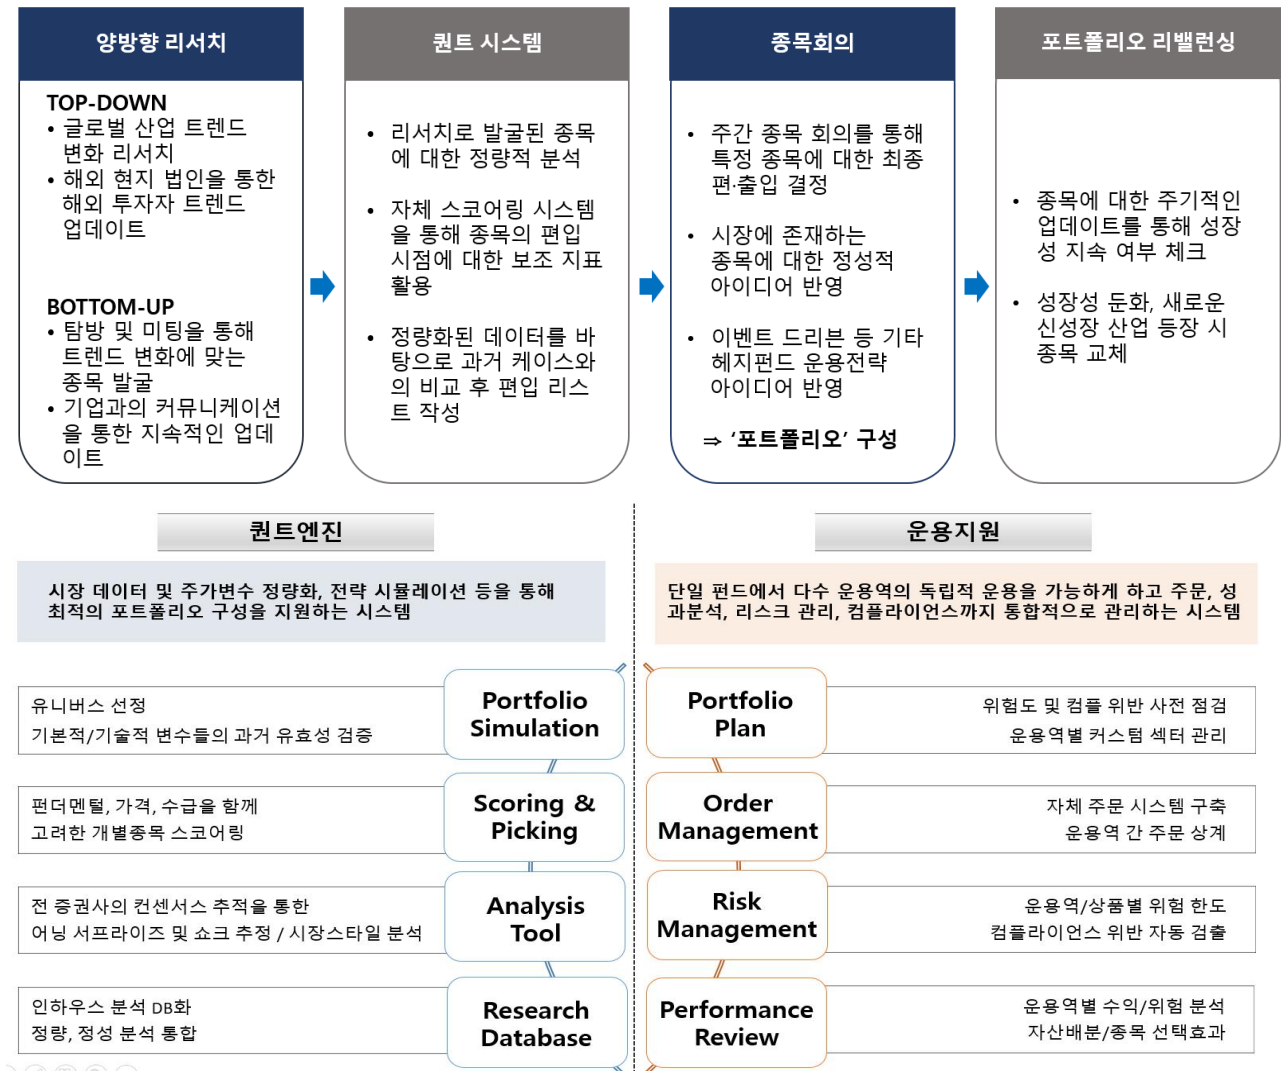 양방향 리서치
TOP-DOWN
• 글로벌 산업 트렌드
변화 리서치
• 해외 현지 법인을 통한
해외 투자자 트렌드
업데이트
BOTTOM-UP
• 탐방 및 미팅을 통해
트렌드 변화에 맞는
종목 발굴
• 기업과의 커뮤니케이션
을 통한 지속적인 업데
이트
퀀트 시스템
• 리서치로 발굴된 종목
에 대한 정량적 분석
• 자체 스코어링 시스템
을 통해 종목의 편입
시점에 대한 보조 지표
활용
• 정량화된 데이터를 바
탕으로 과거 케이스와
의 비교 후 편입 리스
트 작성
종목회의
• 주간 종목 회의를 통해
특정 종목에 대한 최종
편·출입 결정
• 시장에 존재하는
종목에 대한 정성적
아이디어 반영
• 이벤트 드리븐 등 기타
헤지펀드 운용전략
아이디어 반영
⇒ ‘포트폴리오’ 구성
포트폴리오 리밸런싱
• 종목에 대한 주기적인
업데이트를 통해 성장
성 지속 여부 체크
• 성장성 둔화, 새로운
신성장 산업 등장 시
종목 교체
퀀트엔진
시장 데이터 및 주가변수 정량화, 전략 시뮬레이션 등을 통해
최적의 포트폴리오 구성을 지원하는 시스템
유니버스 선정
기본적/기술적 변수들의 과거 유효성 검증
Portfolio
Simulation
펀더멘털, 가격, 수급을 함께
고려한 개별종목 스코어링
Scoring &
Picking
전 증권사의 컨센서스 추적을 통한
어닝 서프라이즈 및 쇼크 추정 / 시장스타일 분석
Analysis
Tool
인하우스 분석 DB화
정량, 정성 분석 통합
Research
Database
운용지원
단일 펀드에서 다수 운용역의 독립적 운용을 가능하게 하고 주문, 성
과분석, 리스크 관리, 컴플라이언스까지 통합적으로 관리하는 시스템
Portfolio
Plan
위험도 및 컴플 위반 사전 점검
운용역별 커스텀 섹터 관리
Order
Management
자체 주문 시스템 구축
운용역 간 주문 상계
Risk
Management
운용역/상품별 위험 한도
컴플라이언스 위반 자동 검출
Performance
Review
운용역별 수익/위험 분석
자산배분/종목 선택효과